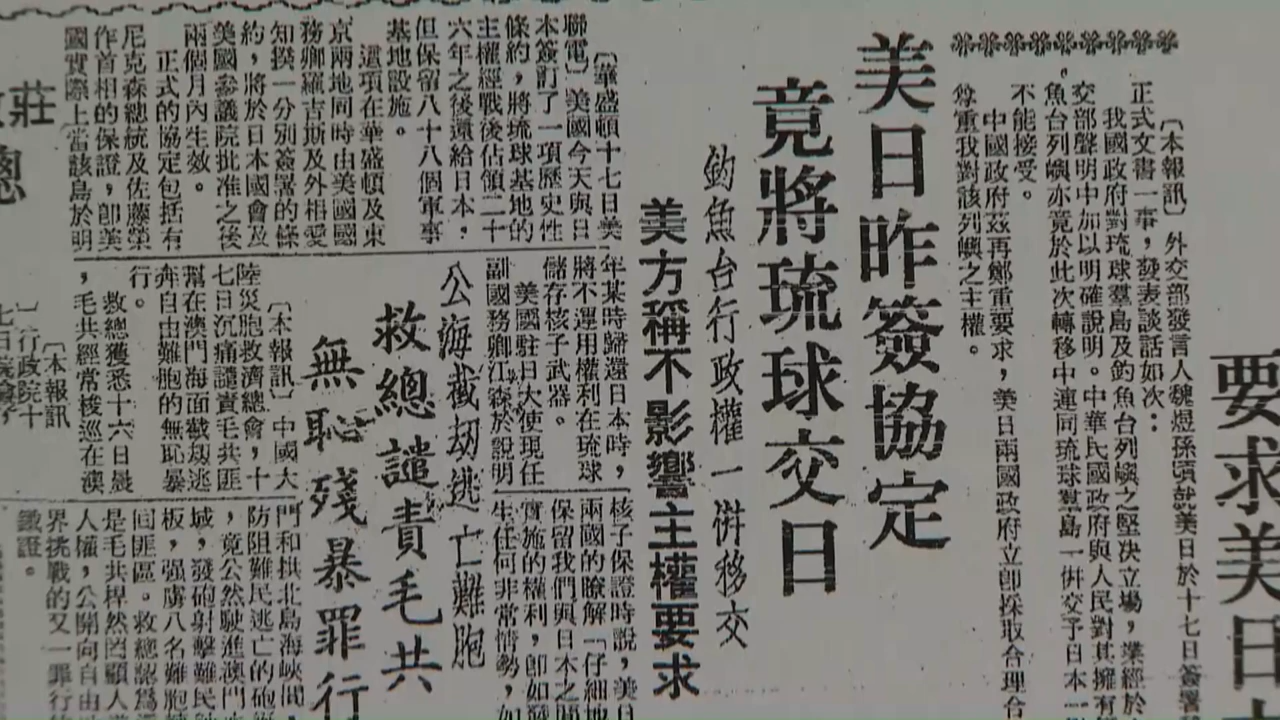 要求美日
〔本報訊〕外交部發言人魏煜孫頃就美日於十七日簽署
正式文書一事，發表談話如次：
我國政府對琉球羣島及釣魚台列嶼之堅決立場，業經於
交部聲明中加以明確說明。中華民國政府與人民對其擁有
魚台列嶼亦竟於此次轉移中連同琉球羣島一併交予日本一
不能接受。
中國政府茲再鄭重要求，美日兩國政府立即採取合理合
尊重我對該列嶼之主權。
美日昨簽協定
竟將琉球交日
釣魚台行政權一併移交
美方稱不影響主權要求
〔華盛頓十七日美
聯電〕美國今天與日
本簽訂了一項歷史性
條約，將琉球基地的
主權經戰後佔領二十
六年之後還給日本，
但保留八十八個軍事
基地設施。
這項在華盛頓及東
京兩地同時由美國國
務卿羅吉斯及外相愛
知揆一分別簽署的條
約，將於日本國會及
美國參議院批准之後
兩個月內生效。
正式的協定包括有
尼克森總統及佐藤榮
作首相的保證，即美
國實際上當該島於明
年某時歸還日本時，
將不運用權利在琉球
儲存核子武器。
美國駐日大使現任
副國務卿江森於說明
核子保證時說，美日
兩國的瞭解「仔細地
保留我們與日本之間
實施的權利，即如發
生任何非常情勢，如
公海截刼逃亡難胞
救總譴責毛共
無恥殘暴罪行
〔本報訊〕中國大
陸災胞救濟總會，十
七日沉痛譴責毛共匪
幫在澳門海面截刼逃
奔自由難胞的無恥暴
行。
救總獲悉十六日晨
，毛共經常梭巡在澳
門和拱北島海峽間，
防阻難民逃亡的砲
，竟公然駛進澳門
城，發砲射擊難民
板，强虜八名難胞
回匪區。救總認爲
是毛共悍然罔顧人
人權，公開向自由
界挑戰的又一罪行
鐵證。
〔本報訊
〕行政院十
七日院會，
莊
總